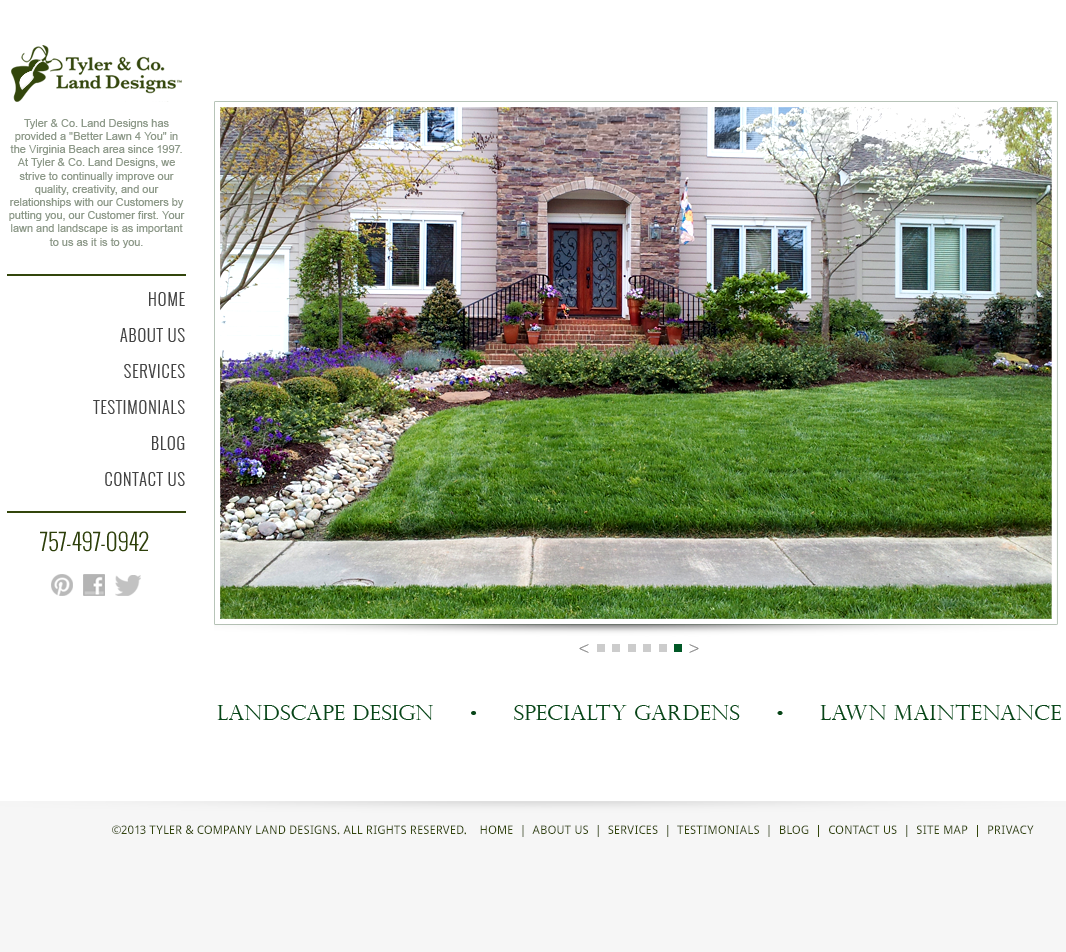 Tyler & Co.
Land Designs™
Tyler & Co. Land Designs has
provided a "Better Lawn 4 You" in
the Virginia Beach area since 1997.
At Tyler & Co. Land Designs, we
strive to continually improve our
quality, creativity, and our
relationships with our Customers by
putting you, our Customer first. Your
lawn and landscape is as important
to us as it is to you.
HOME
ABOUT US
SERVICES
TESTIMONIALS
BLOG
CONTACT US
757-497-0942
< >
LANDSCAPE DESIGN • SPECIALTY GARDENS • LAWN MAINTENANCE
©2013 TYLER & COMPANY LAND DESIGNS. ALL RIGHTS RESERVED. HOME | ABOUT US | SERVICES | TESTIMONIALS | BLOG | CONTACT US | SITE MAP | PRIVACY